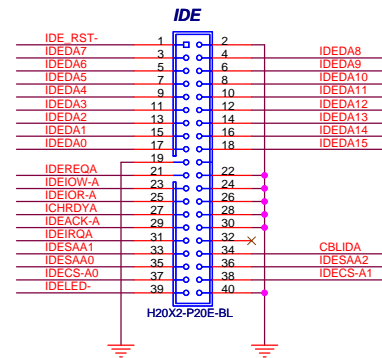 IDE
IDE_RST- 1 2
IDEDA7 3 4 IDEDA8
IDEDA6 5 6 IDEDA9
IDEDA5 7 8 IDEDA10
IDEDA4 9 10 IDEDA11
IDEDA3 11 12 IDEDA12
IDEDA2 13 14 IDEDA13
IDEDA1 15 16 IDEDA14
IDEDA0 17 18 IDEDA15
19
IDEREQA 21 22
IDEIOW-A 23 24
IDEIOR-A 25 26
ICHRDYA 27 28
IDEACK-A 29 30
IDEIRQA 31 32
IDESAA1 33 34 CBLIDA
IDESAA0 35 36 IDESAA2
IDECS-A0 37 38 IDECS-A1
IDELED- 39 40
H20X2-P20E-BL